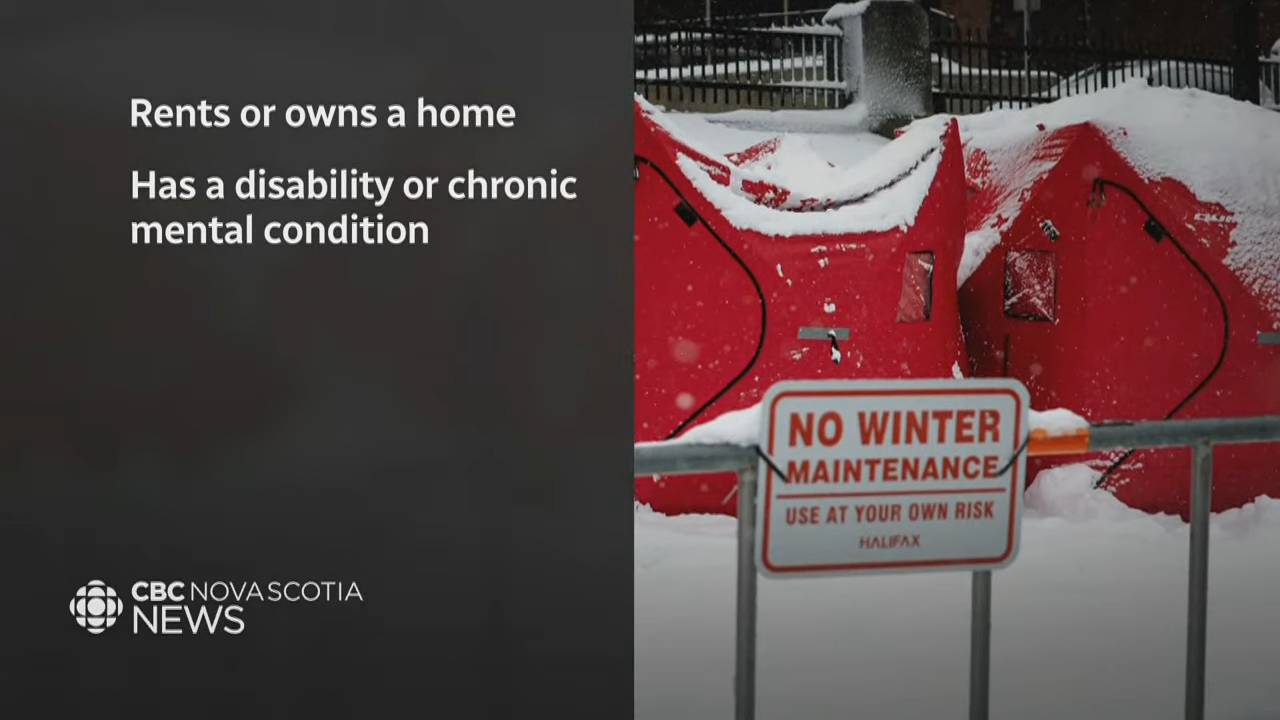 Rents or owns a home
Has a disability or chronic
mental condition
CBC NOVA SCOTIA
NEWS
NO WINTER
MAINTENANCE
USE AT YOUR OWN RISK
HALIFAX